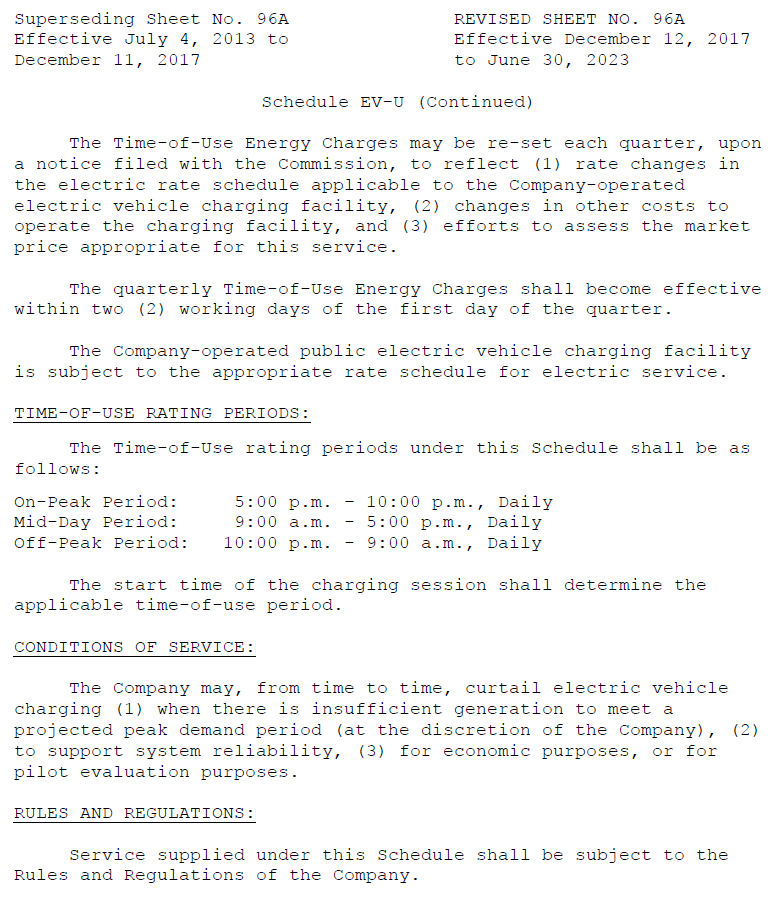 Superseding Sheet No. 96A REVISED SHEET NO. 96A
Effective July 4, 2013 to Effective December 12, 2017
December 11, 2017 to June 30, 2023
Schedule EV-U (Continued)
The Time-of-Use Energy Charges may be re-set each quarter, upon
a notice filed with the Commission, to reflect (1) rate changes in
the electric rate schedule applicable to the Company-operated
electric vehicle charging facility, (2) changes in other costs to
operate the charging facility, and (3) efforts to assess the market
price appropriate for this service.
The quarterly Time-of-Use Energy Charges shall become effective
within two (2) working days of the first day of the quarter.
The Company-operated public electric vehicle charging facility
is subject to the appropriate rate schedule for electric service.
TIME-OF-USE RATING PERIODS:
The Time-of-Use rating periods under this Schedule shall be as
follows:
On-Peak Period: 5:00 p.m. - 10:00 p.m., Daily
Mid-Day Period: 9:00 a.m. - 5:00 p.m., Daily
Off-Peak Period: 10:00 p.m. - 9:00 a.m., Daily
The start time of the charging session shall determine the
applicable time-of-use period.
CONDITIONS OF SERVICE:
The Company may, from time to time, curtail electric vehicle
charging (1) when there is insufficient generation to meet a
projected peak demand period (at the discretion of the Company), (2)
to support system reliability, (3) for economic purposes, or for
pilot evaluation purposes.
RULES AND REGULATIONS:
Service supplied under this Schedule shall be subject to the
Rules and Regulations of the Company.